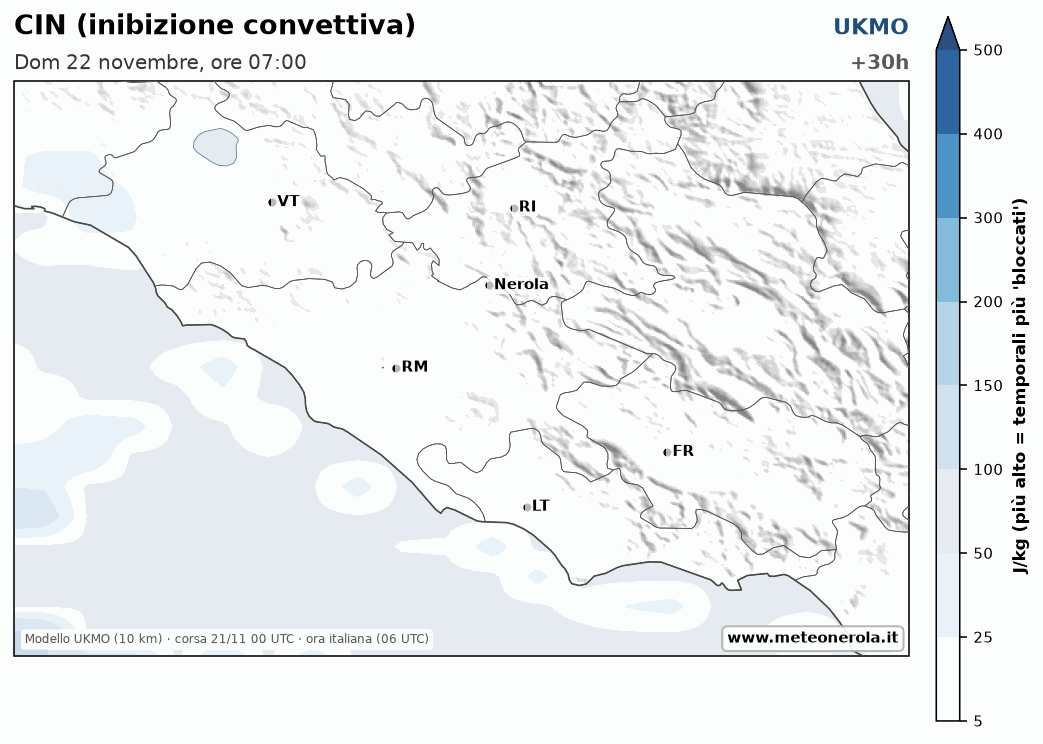 CIN (inibizione convettiva)
UKMO
Dom 22 novembre, ore 07:00
+30h
VT
RI
Nerola
RM
FR
LT
Modello UKMO (10 km) · corsa 21/11 00 UTC · ora italiana (06 UTC)
www.meteonerola.it
500
400
300
200
150
100
50
25
5
J/kg (più alto = temporali più 'bloccati')